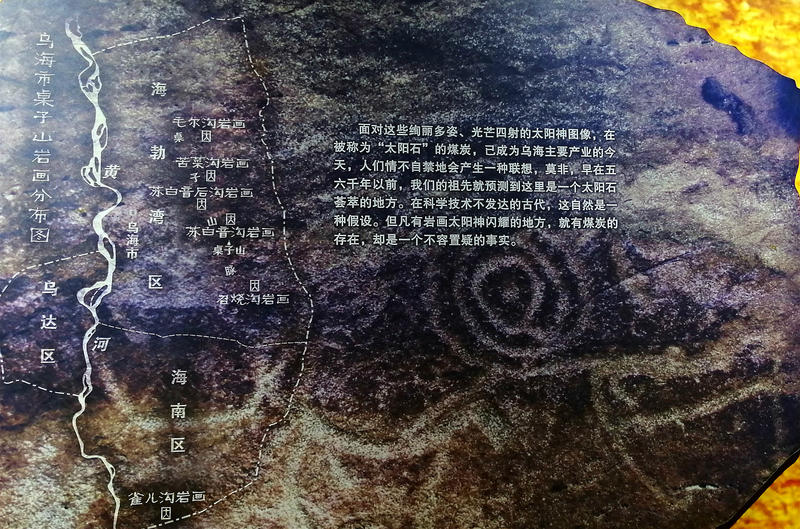 乌海市桌子山岩画分布图
海勃湾区
毛尔沟岩画
苦菜沟岩画
苏白音后沟岩画
苏白音沟岩画
桌子山
召烧沟岩画
桌子山
黄河
乌海市
乌达区
海南区
雀儿沟岩画
面对这些绚丽多姿、光芒四射的太阳神图像，在
被称为“太阳石”的煤炭，已成为乌海主要产业的今
天，人们情不自禁地会产生一种联想，莫非，早在五
六千年以前，我们的祖先就预测到这里是一个太阳石
荟萃的地方。在科学技术不发达的古代，这自然是一
种假设。但凡有岩画太阳神闪耀的地方，就有煤炭的
存在，却是一个不容置疑的事实。